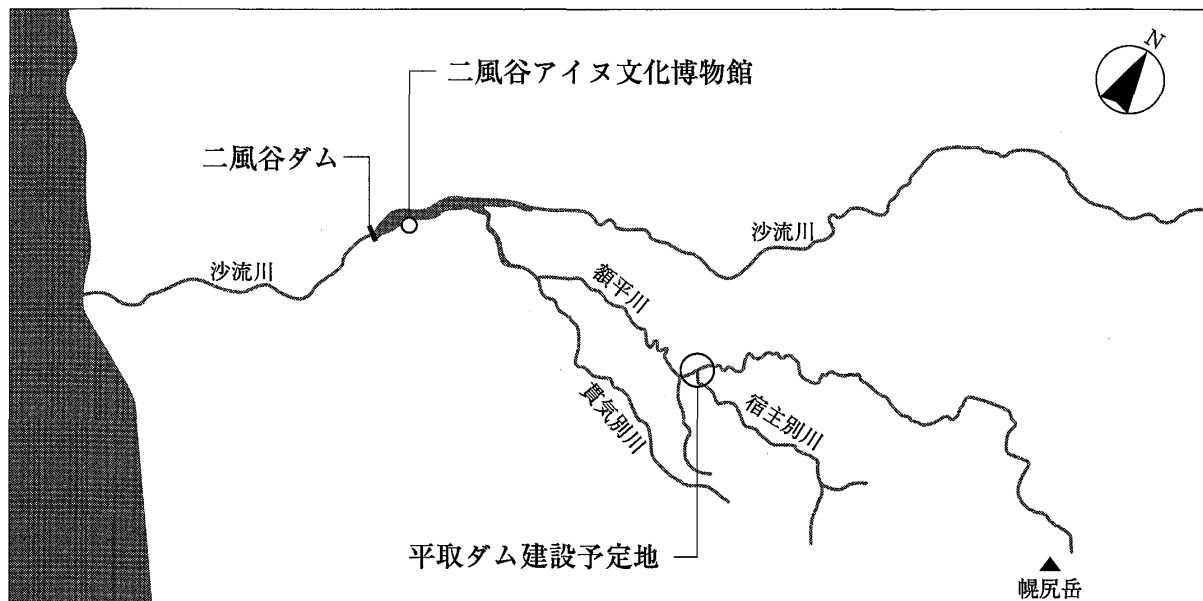 N
二風谷アイヌ文化博物館
二風谷ダム
沙流川
沙流川
額平川
貫気別川
宿主別川
平取ダム建設予定地
幌尻岳